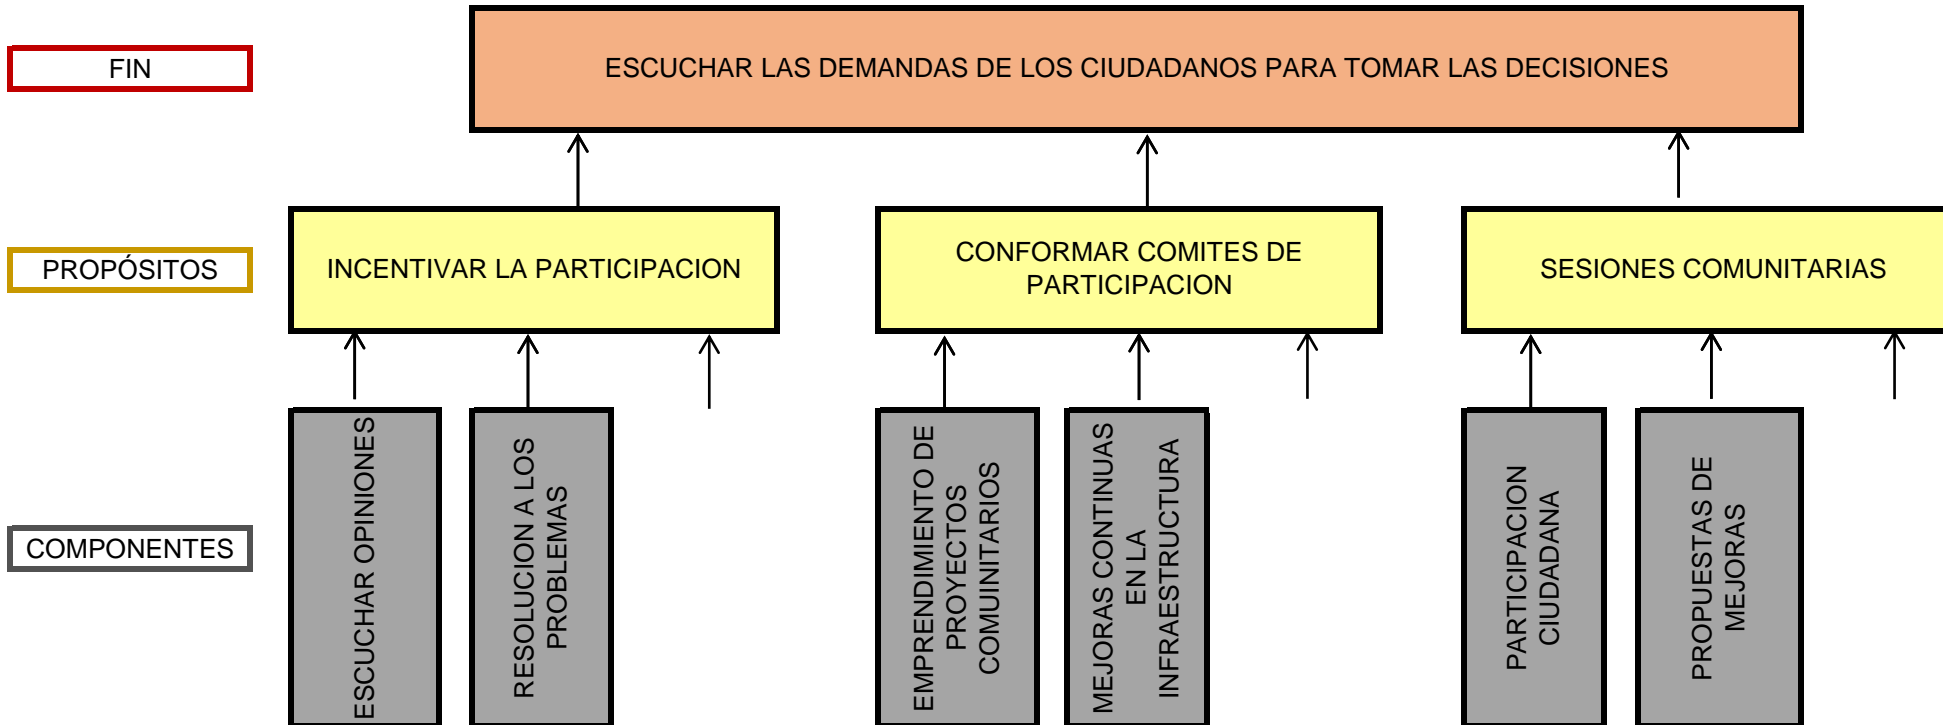 FIN
ESCUCHAR LAS DEMANDAS DE LOS CIUDADANOS PARA TOMAR LAS DECISIONES
PROPÓSITOS
INCENTIVAR LA PARTICIPACION
CONFORMAR COMITES DE
PARTICIPACION
SESIONES COMUNITARIAS
COMPONENTES
ESCUCHAR OPINIONES
RESOLUCION A LOS
PROBLEMAS
EMPRENDIMIENTO DE
PROYECTOS
COMUINITARIOS
MEJORAS CONTINUAS
EN LA
INFRAESTRUCTURA
PARTICIPACION
CIUDADANA
PROPUESTAS DE
MEJORAS